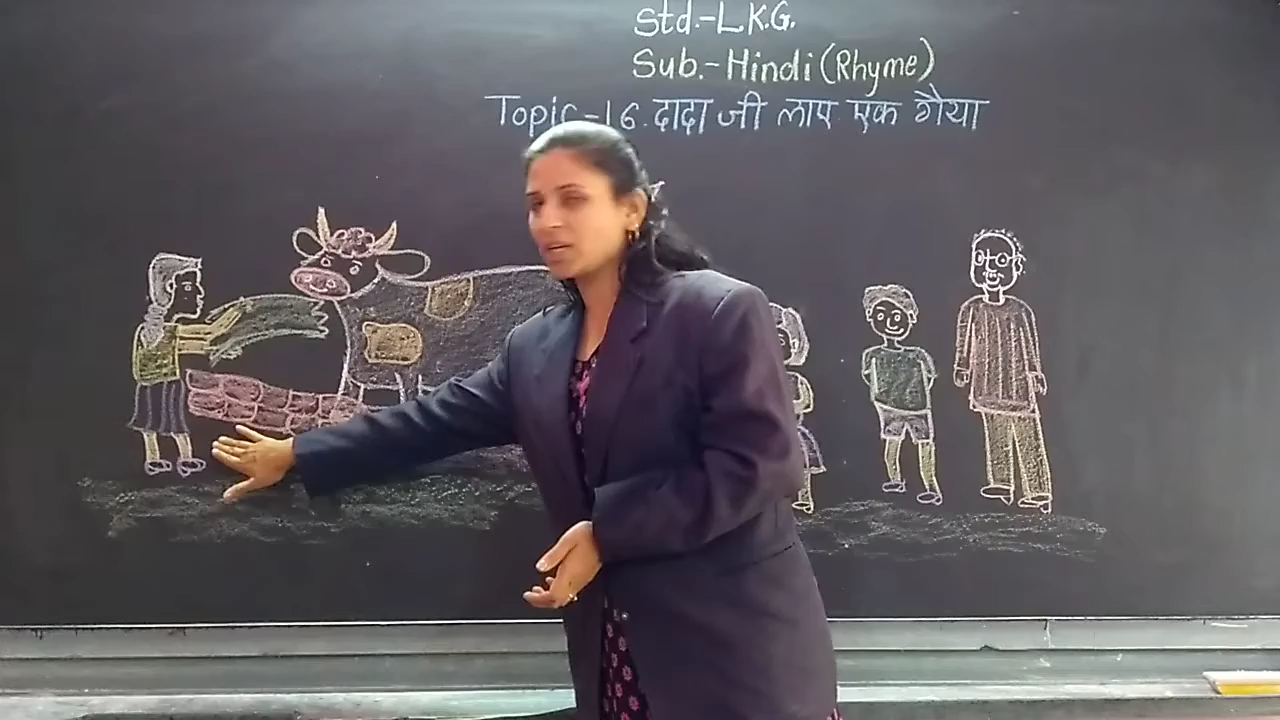 Std.-L.K.G.
Sub.-Hindi(Rhyme)
Topic-16.दादा जी लाए एक गैया